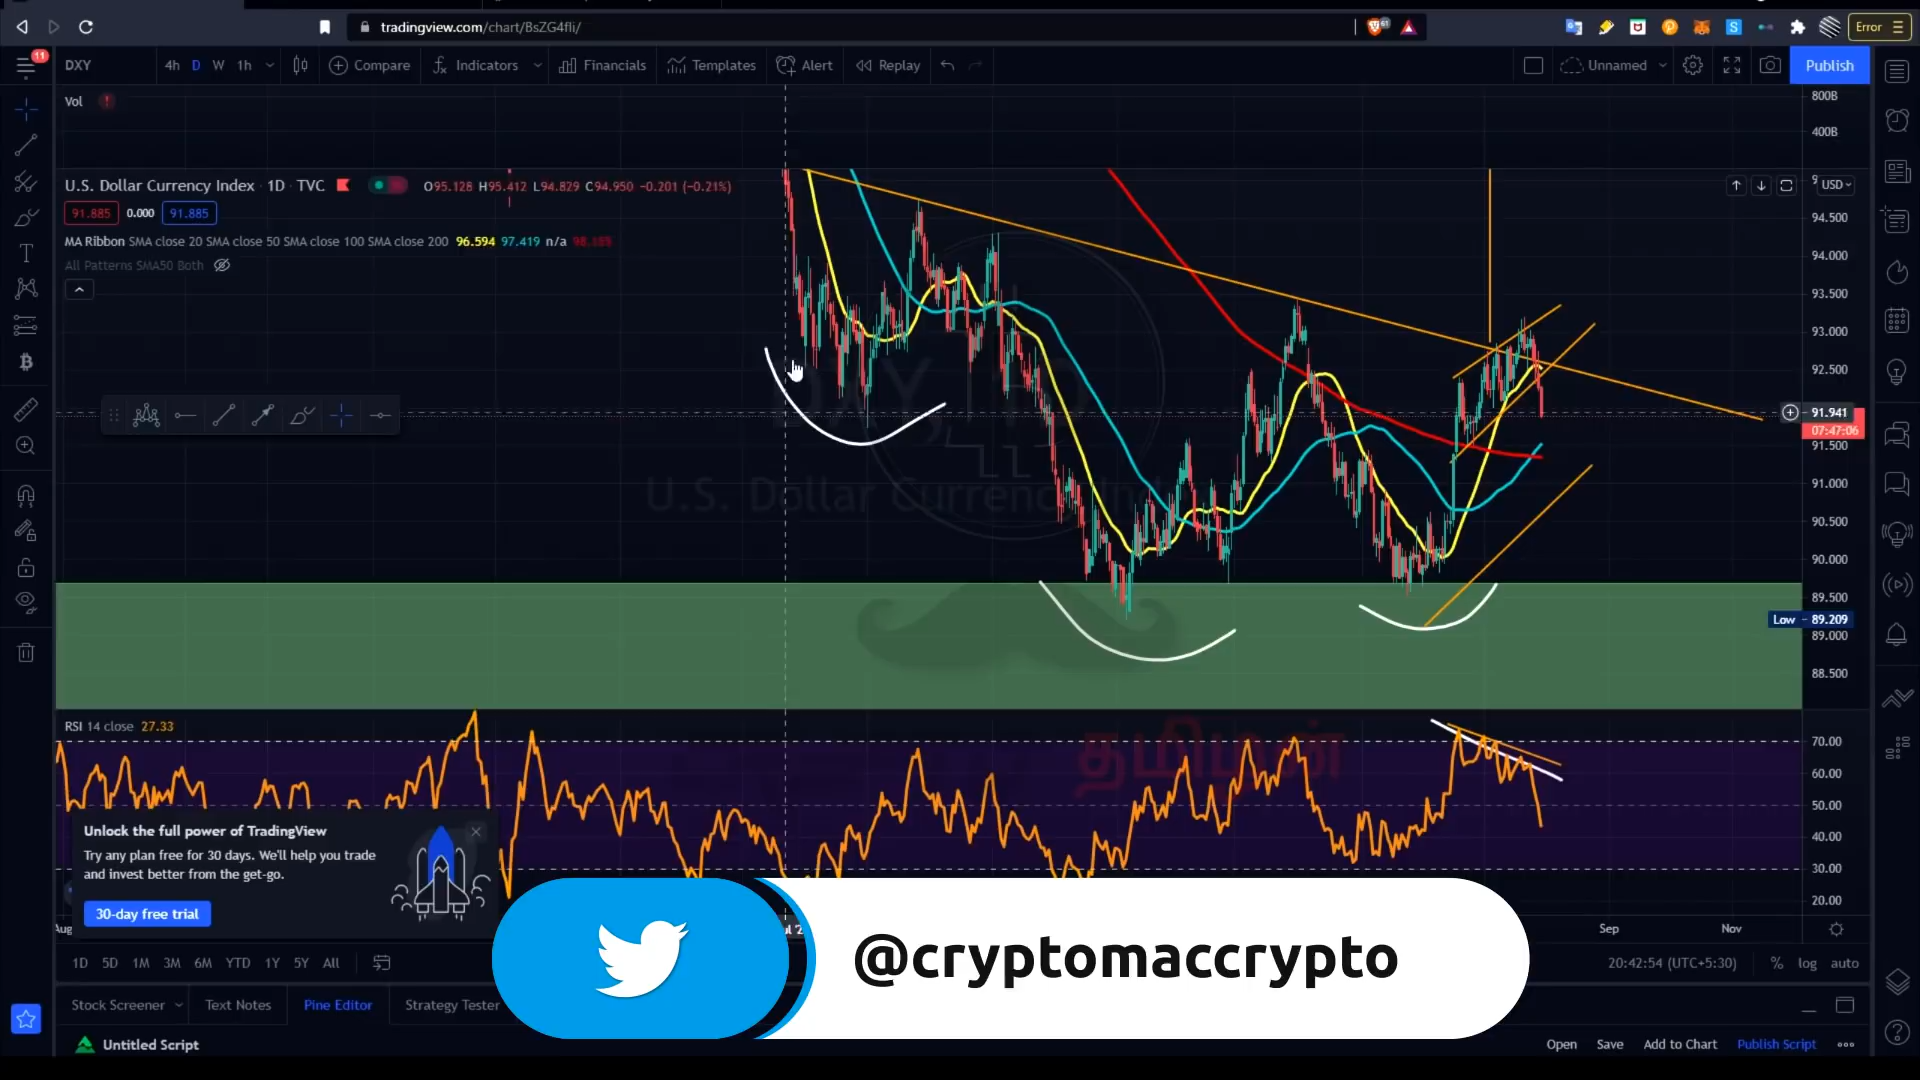 tradingview.com/chart/BsZG4fli/
Error
11
DXY 4h D W 1h Compare Indicators Financials Templates Alert Replay Unnamed Publish
Vol
U.S. Dollar Currency Index · 1D · TVC O95.128 H95.412 L94.829 C94.950 −0.201 (−0.21%)
91.885 0.000 91.885
MA Ribbon SMA close 20 SMA close 50 SMA close 100 SMA close 200 96.594 97.419 n/a
All Patterns SMA50 Both
800B
400B
USD
94.500
94.000
93.500
93.000
92.500
91.941
07:47:06
91.500
91.000
90.500
90.000
89.500
Low 89.209
89.000
88.500
U.S. Dollar Currency
RSI 14 close 27.33
தமிழன்
70.00
60.00
50.00
40.00
30.00
20.00
Unlock the full power of TradingView
Try any plan free for 30 days. We'll help you trade
and invest better from the get-go.
30-day free trial
Aug Sep Nov
@cryptomaccrypto
1D 5D 1M 3M 6M YTD 1Y 5Y All
20:42:54 (UTC+5:30) % log auto
Stock Screener Text Notes Pine Editor Strategy Tester
Untitled Script
Open Save Add to Chart Publish Script